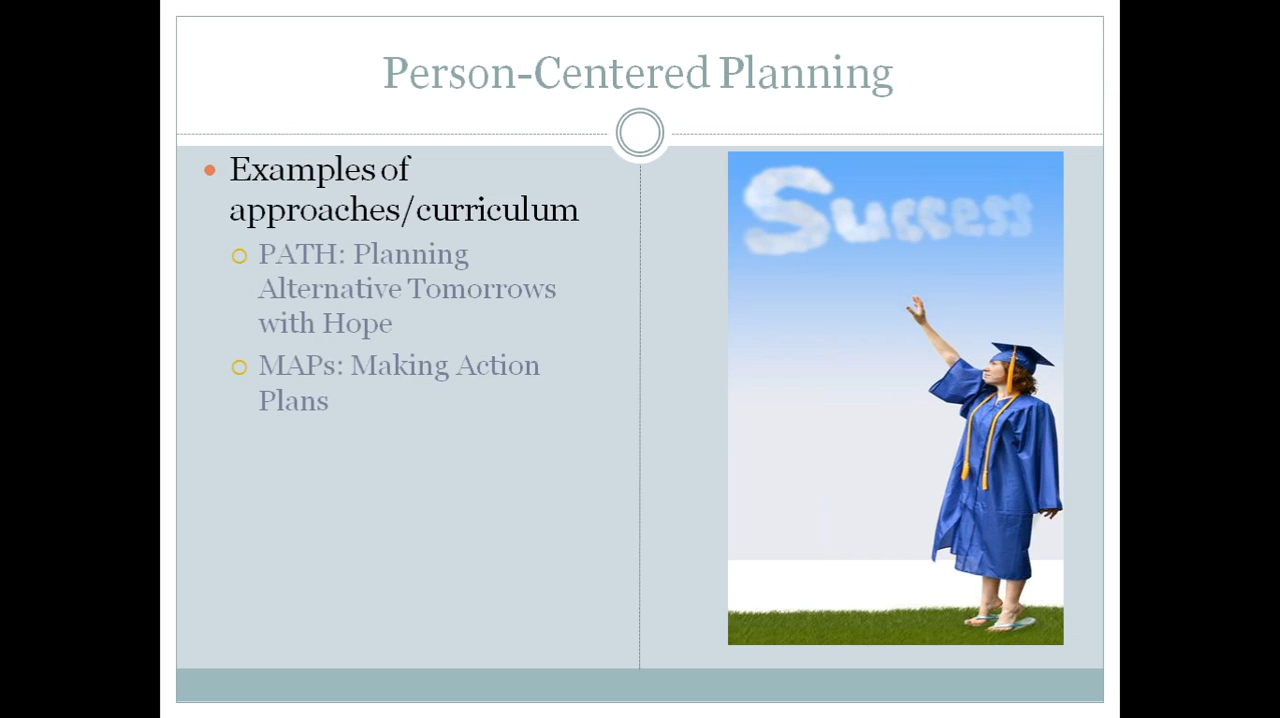 Person-Centered Planning
Examples of
approaches/curriculum
PATH: Planning
Alternative Tomorrows
with Hope
MAPs: Making Action
Plans
Success